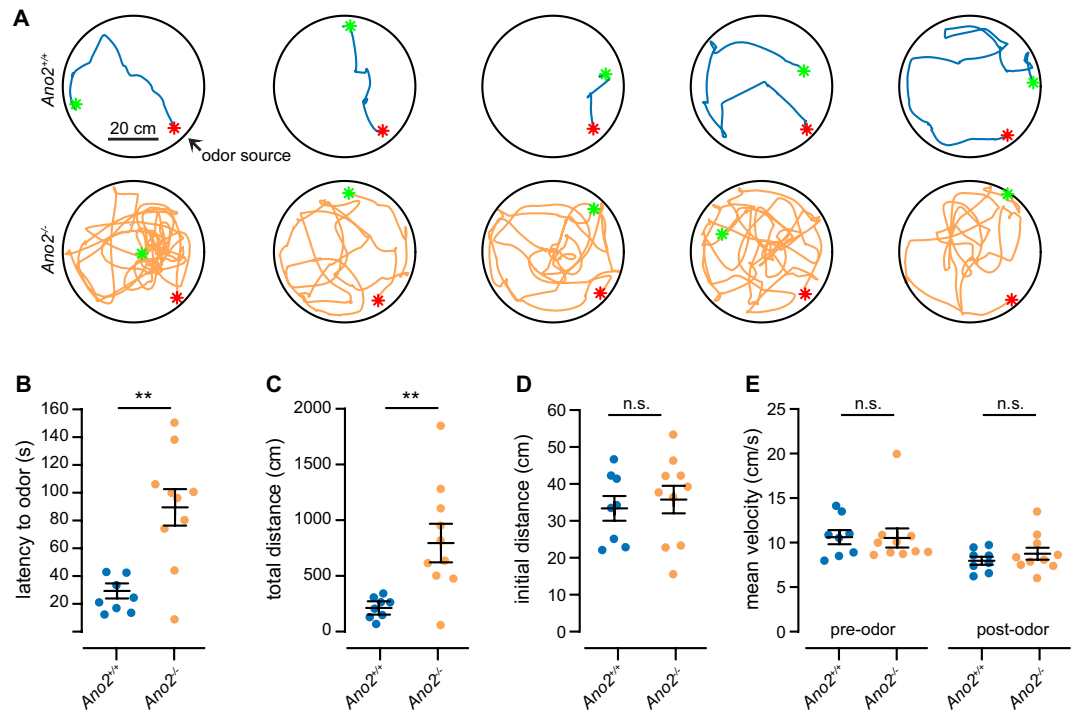 A
Ano2+/+
20 cm
odor source
Ano2-/-
B
**
latency to odor (s)
160
140
120
100
80
60
40
20
Ano2+/+
Ano2-/-
C
**
total distance (cm)
2000
1500
1000
500
0
Ano2+/+
Ano2-/-
D
n.s.
initial distance (cm)
60
50
40
30
20
10
0
Ano2+/+
Ano2-/-
E
n.s.
n.s.
mean velocity (cm/s)
25
20
15
10
5
0
pre-odor
post-odor
Ano2+/+
Ano2-/-
Ano2+/+
Ano2-/-